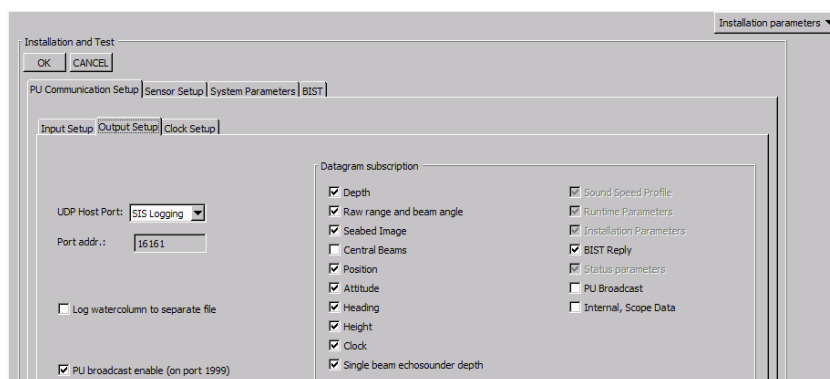 Installation parameters
Installation and Test
OK CANCEL
PU Communication Setup Sensor Setup System Parameters BIST
Input Setup Output Setup Clock Setup
UDP Host Port: SIS Logging
Port addr.: 16161
Log watercolumn to separate file
PU broadcast enable (on port 1999)
Datagram subscription
Depth
Raw range and beam angle
Seabed Image
Central Beams
Position
Attitude
Heading
Height
Clock
Single beam echosounder depth
Sound Speed Profile
Runtime Parameters
Installation Parameters
BIST Reply
Status parameters
PU Broadcast
Internal, Scope Data